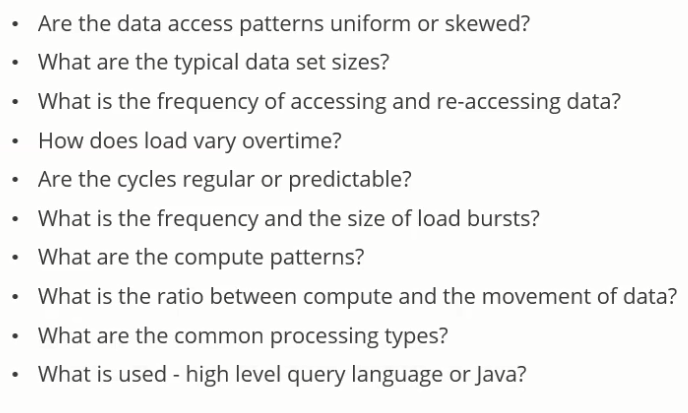 • Are the data access patterns uniform or skewed?
• What are the typical data set sizes?
• What is the frequency of accessing and re-accessing data?
• How does load vary overtime?
• Are the cycles regular or predictable?
• What is the frequency and the size of load bursts?
• What are the compute patterns?
• What is the ratio between compute and the movement of data?
• What are the common processing types?
• What is used - high level query language or Java?